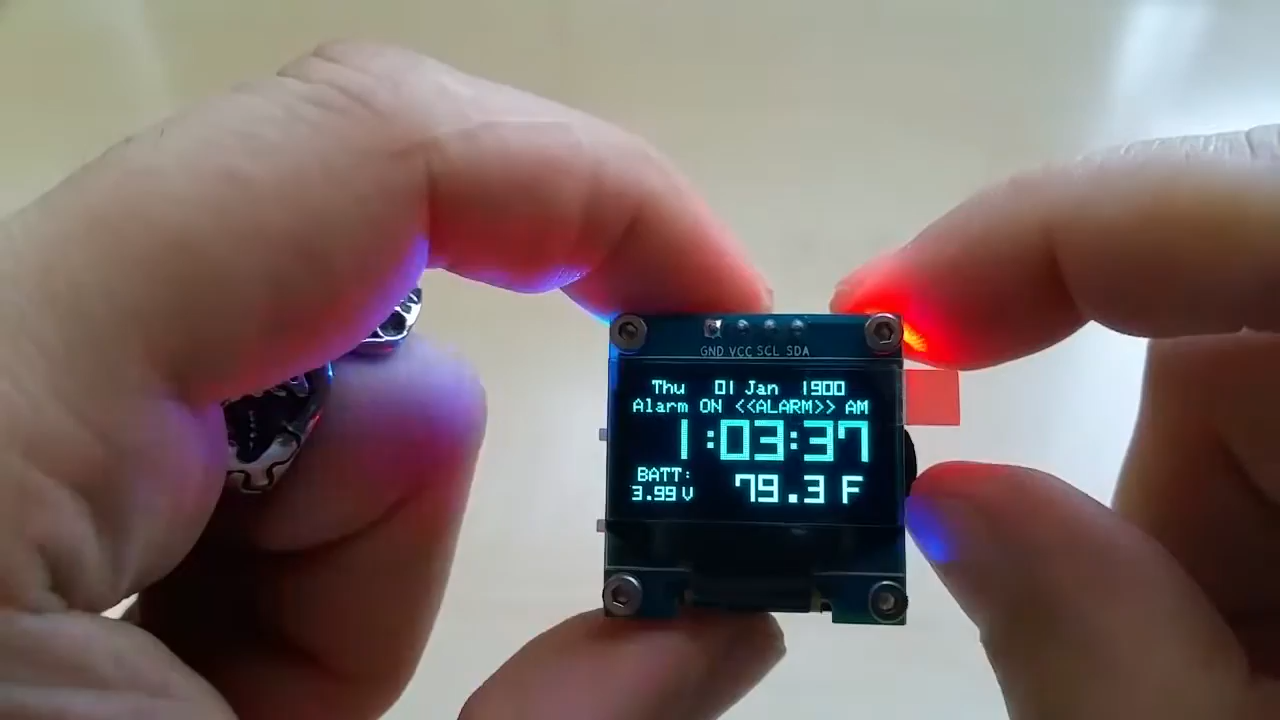 GND VCC SCL SDA
Thu 01 Jan 1900
Alarm ON <<ALARM>> AM
1:03:37
BATT:
3.99 V
79.3 F